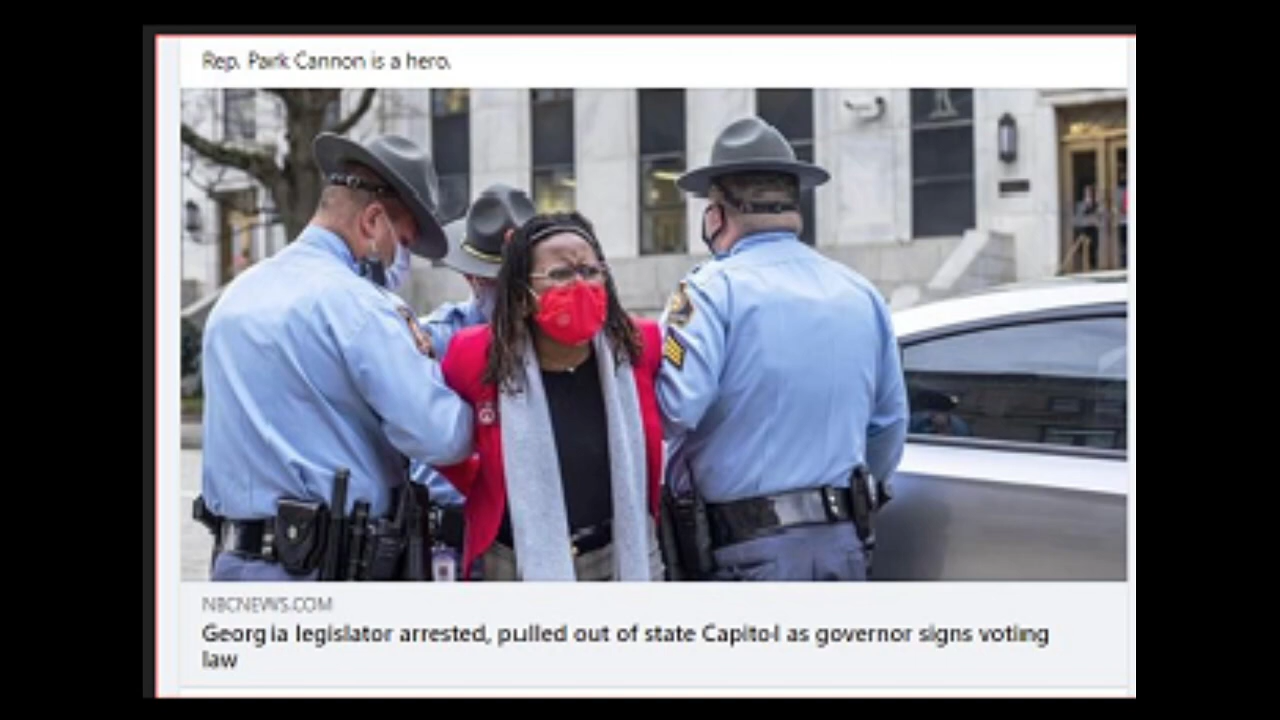 Rep. Park Cannon is a hero.
NBCNEWS.COM
Georgia legislator arrested, pulled out of state Capitol as governor signs voting
law